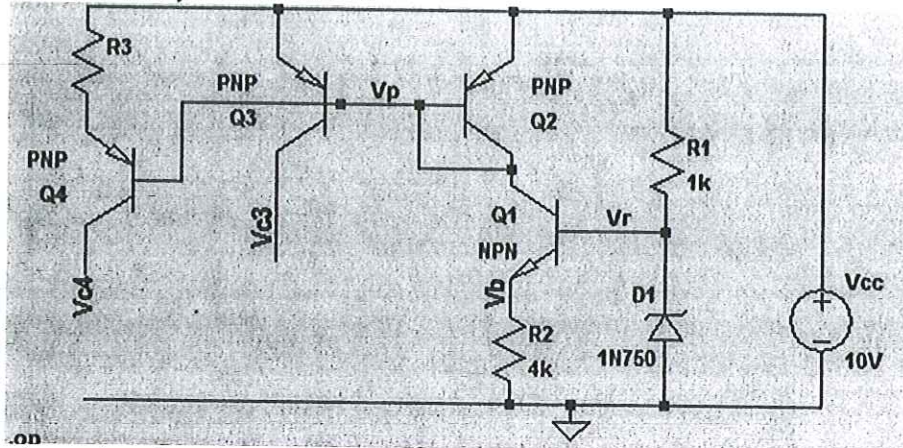 R3
PNP
Q3
Vp
PNP
Q2
R1
1k
PNP
Q4
Vc4
Vc3
Q1
NPN
Vr
Vb
R2
4k
D1
1N750
Vcc
10V
.op